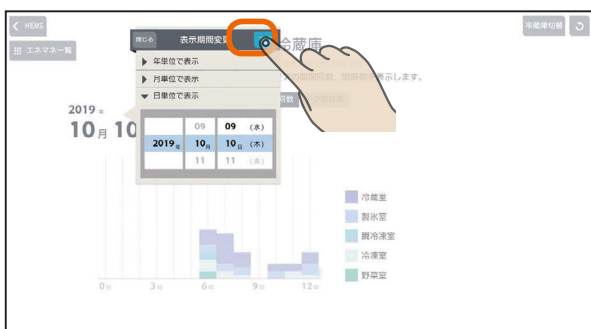 < HEMS
冷蔵庫切替
エネマネ一覧
閉じる 表示期間変
冷蔵庫
▶ 年単位で表示
▶ 月単位で表示
▼ 日単位で表示
示します。
2019年
10月 10
09 09 (水)
2019年 10月 10日 (木)
11 11 (金)
冷蔵室
製氷室
瞬冷凍室
冷凍室
野菜室
0時 3時 6時 9時 12時